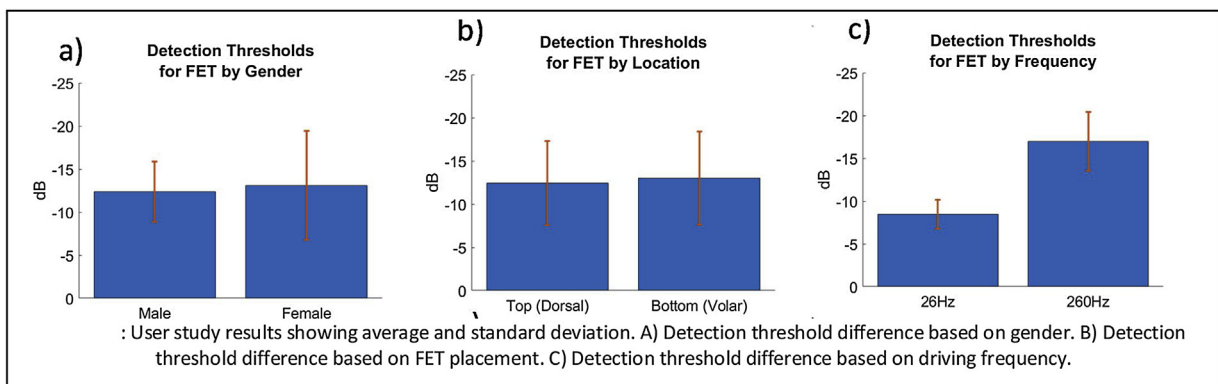 a)
Detection Thresholds
for FET by Gender
-25
-20
-15
-10
-5
0
dB
Male
Female
b)
Detection Thresholds
for FET by Location
-25
-20
-15
-10
-5
0
dB
Top (Dorsal)
Bottom (Volar)
c)
Detection Thresholds
for FET by Frequency
-25
-20
-15
-10
-5
0
dB
26Hz
260Hz
: User study results showing average and standard deviation. A) Detection threshold difference based on gender. B) Detection
threshold difference based on FET placement. C) Detection threshold difference based on driving frequency.